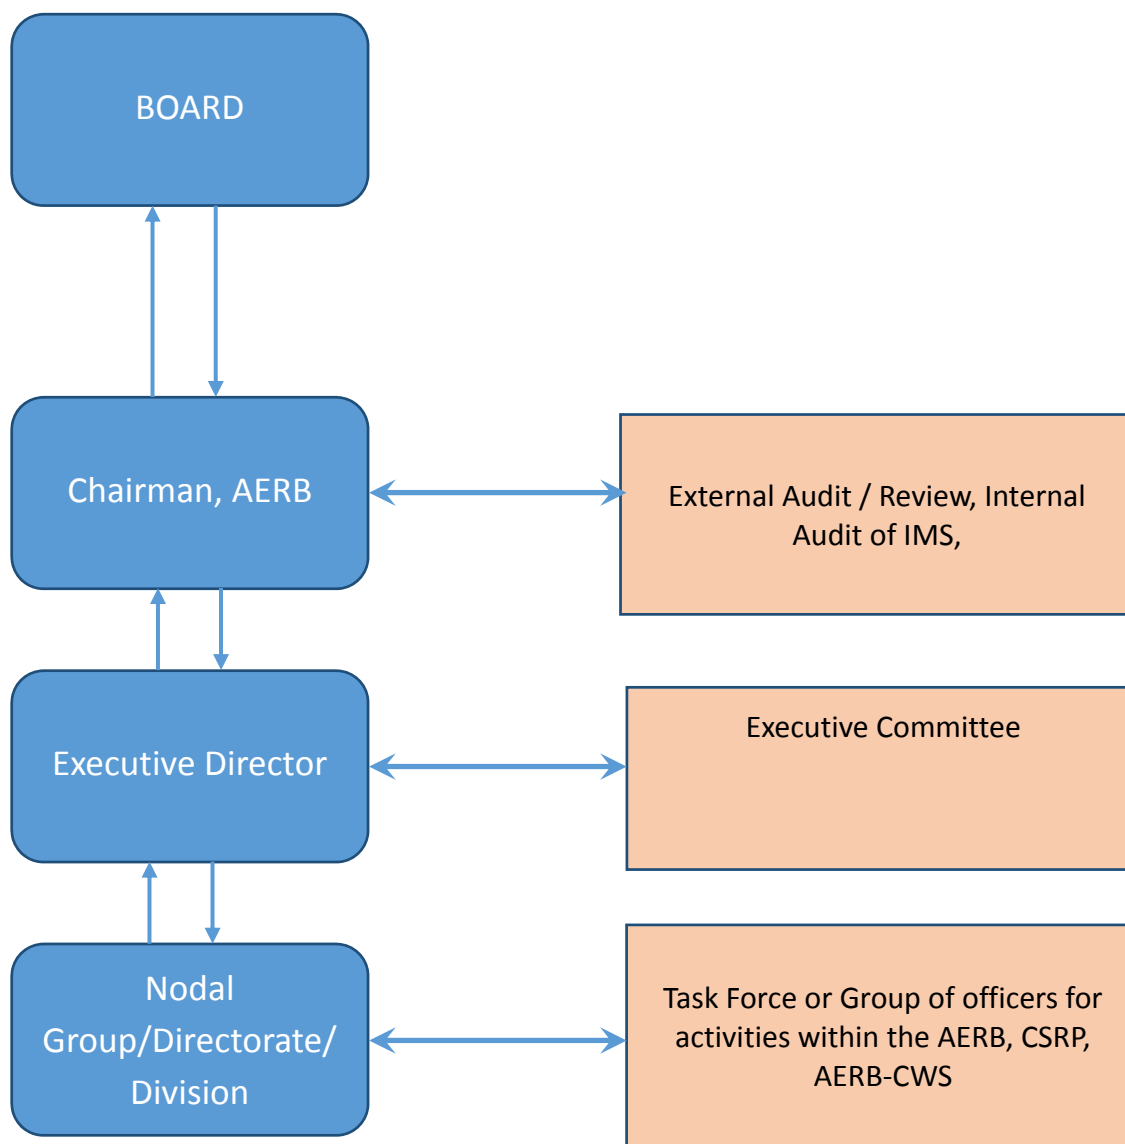 BOARD
Chairman, AERB
External Audit / Review, Internal
Audit of IMS,
Executive Director
Executive Committee
Nodal
Group/Directorate/
Division
Task Force or Group of officers for
activities within the AERB, CSRP,
AERB-CWS